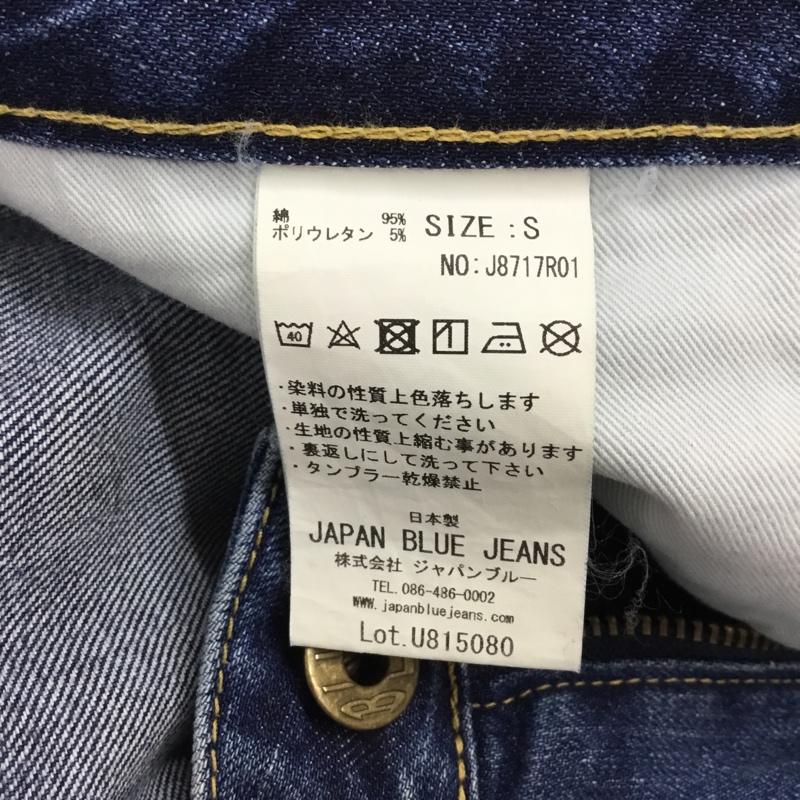 綿 95% SIZE : S
ポリウレタン 5%
NO: J8717R01
40
・染料の性質上色落ちします
・単独で洗ってください
・生地の性質上縮む事があります
・裏返しにして洗って下さい
・タンブラー乾燥禁止
日本製
JAPAN BLUE JEANS
株式会社 ジャパンブルー
TEL. 086-486-0002
www.japanbluejeans.com
Lot.U815080